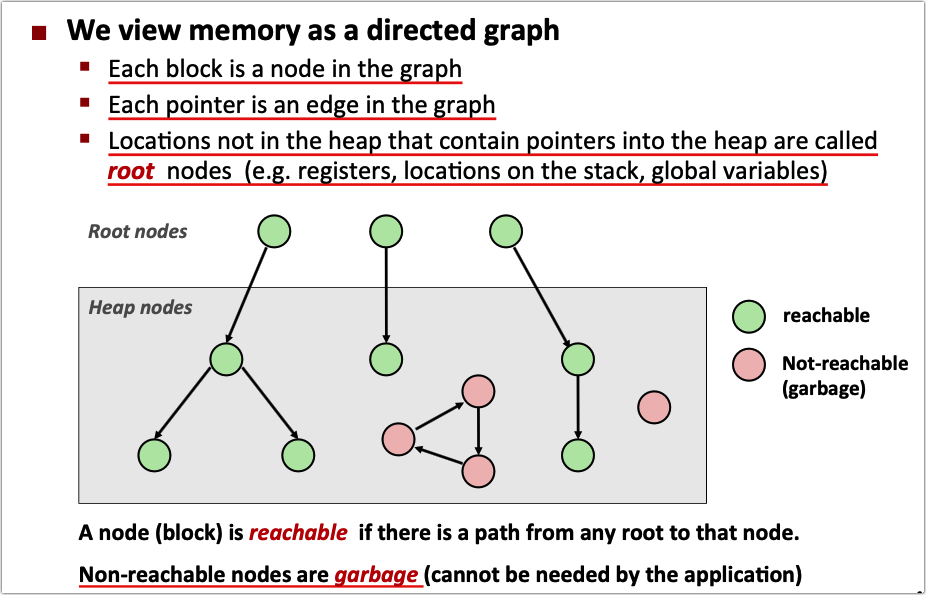 We view memory as a directed graph
Each block is a node in the graph
Each pointer is an edge in the graph
Locations not in the heap that contain pointers into the heap are called
root nodes (e.g. registers, locations on the stack, global variables)
Root nodes
Heap nodes
reachable
Not-reachable
(garbage)
A node (block) is reachable if there is a path from any root to that node.
Non-reachable nodes are garbage (cannot be needed by the application)